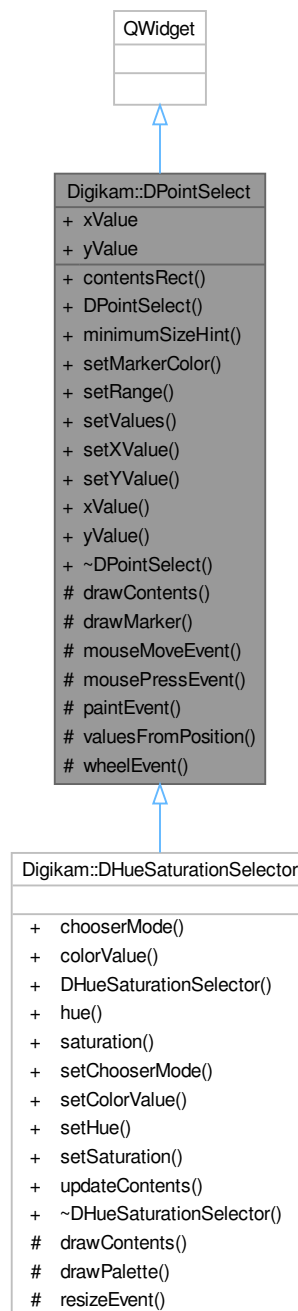 QWidget
Digikam::DPointSelect
+ xValue
+ yValue
+ contentsRect()
+ DPointSelect()
+ minimumSizeHint()
+ setMarkerColor()
+ setRange()
+ setValues()
+ setXValue()
+ setYValue()
+ xValue()
+ yValue()
+ ~DPointSelect()
# drawContents()
# drawMarker()
# mouseMoveEvent()
# mousePressEvent()
# paintEvent()
# valuesFromPosition()
# wheelEvent()
Digikam::DHueSaturationSelector
+ chooserMode()
+ colorValue()
+ DHueSaturationSelector()
+ hue()
+ saturation()
+ setChooserMode()
+ setColorValue()
+ setHue()
+ setSaturation()
+ updateContents()
+ ~DHueSaturationSelector()
# drawContents()
# drawPalette()
# resizeEvent()